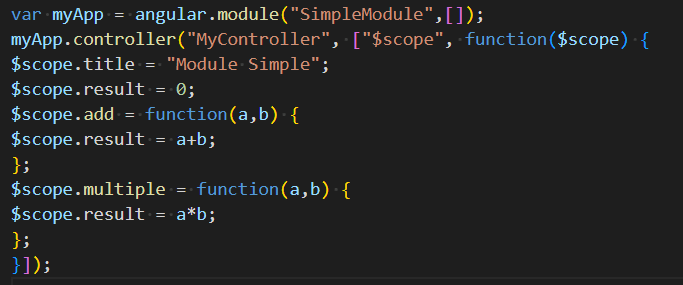 var myApp = angular.module("SimpleModule",[]);
myApp.controller("MyController", ["$scope", function($scope) {
$scope.title = "Module Simple";
$scope.result = 0;
$scope.add = function(a,b) {
$scope.result = a+b;
};
$scope.multiple = function(a,b) {
$scope.result = a*b;
};
}]);